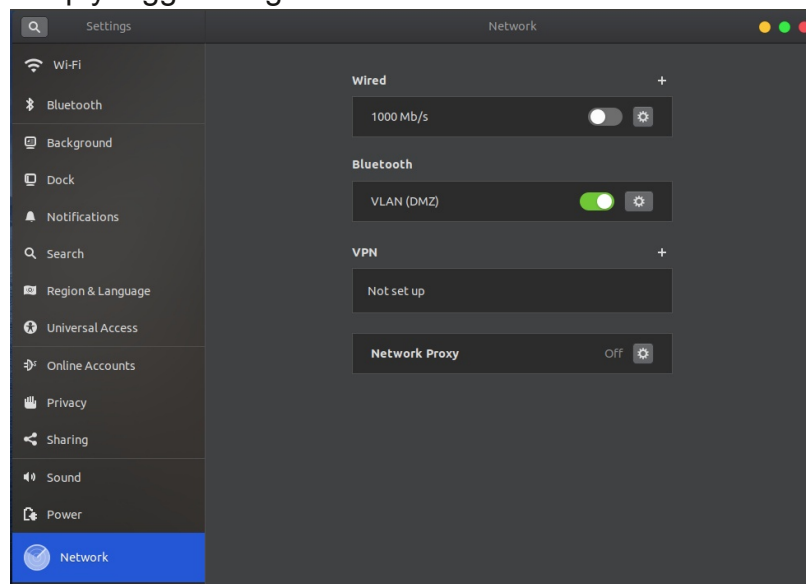 Settings
Network
Wi-Fi
Bluetooth
Background
Dock
Notifications
Search
Region & Language
Universal Access
Online Accounts
Privacy
Sharing
Sound
Power
Network
Wired
1000 Mb/s
Bluetooth
VLAN (DMZ)
VPN
Not set up
Network Proxy Off